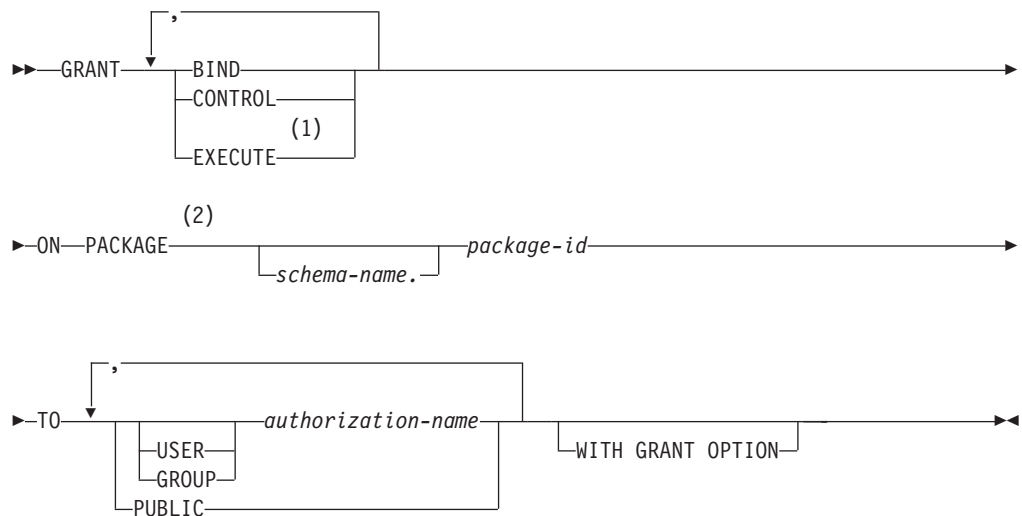 ,
GRANT BIND
CONTROL
(1)
EXECUTE
(2)
ON PACKAGE package-id
schema-name.
,
TO authorization-name
USER WITH GRANT OPTION
GROUP
PUBLIC